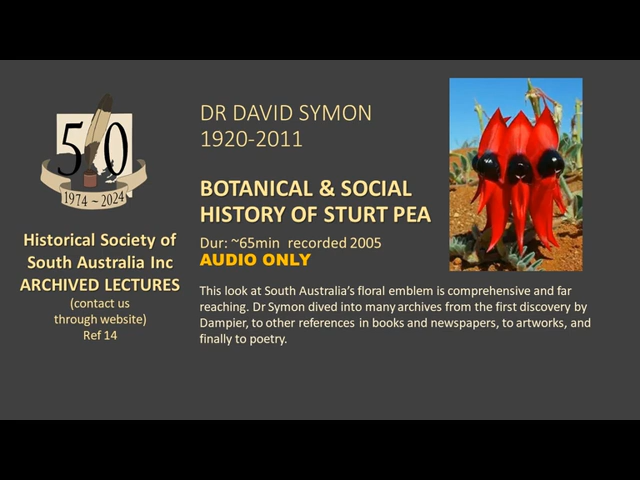 50
1974 ~ 2024
Historical Society of
South Australia Inc
ARCHIVED LECTURES
(contact us
through website)
Ref 14
DR DAVID SYMON
1920-2011
BOTANICAL & SOCIAL
HISTORY OF STURT PEA
Dur: ~65min  recorded 2005
AUDIO ONLY
This look at South Australia's floral emblem is comprehensive and far
reaching. Dr Symon dived into many archives from the first discovery by
Dampier, to other references in books and newspapers, to artworks, and
finally to poetry.